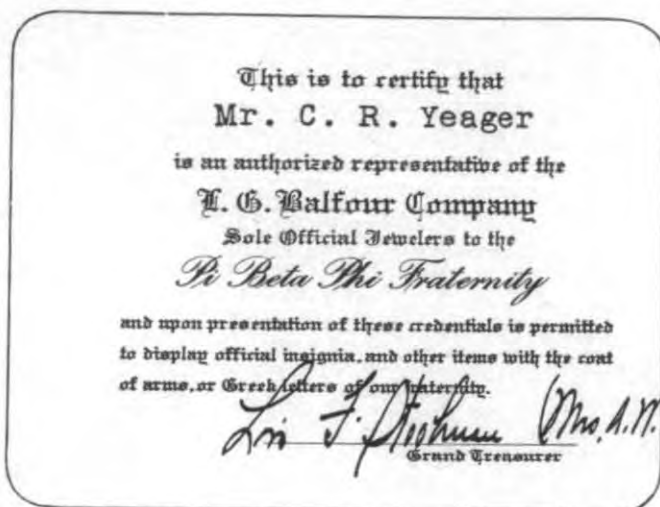 This is to certify that
Mr. C. R. Yeager
is an authorized representative of the
L. G. Balfour Company
Sole Official Jewelers to the
Pi Beta Phi Fraternity
and upon presentation of these credentials is permitted
to display official insignia, and other items with the coat
of arms, or Greek letters of our fraternity.
(Mrs. A. N.
Grand Treasurer